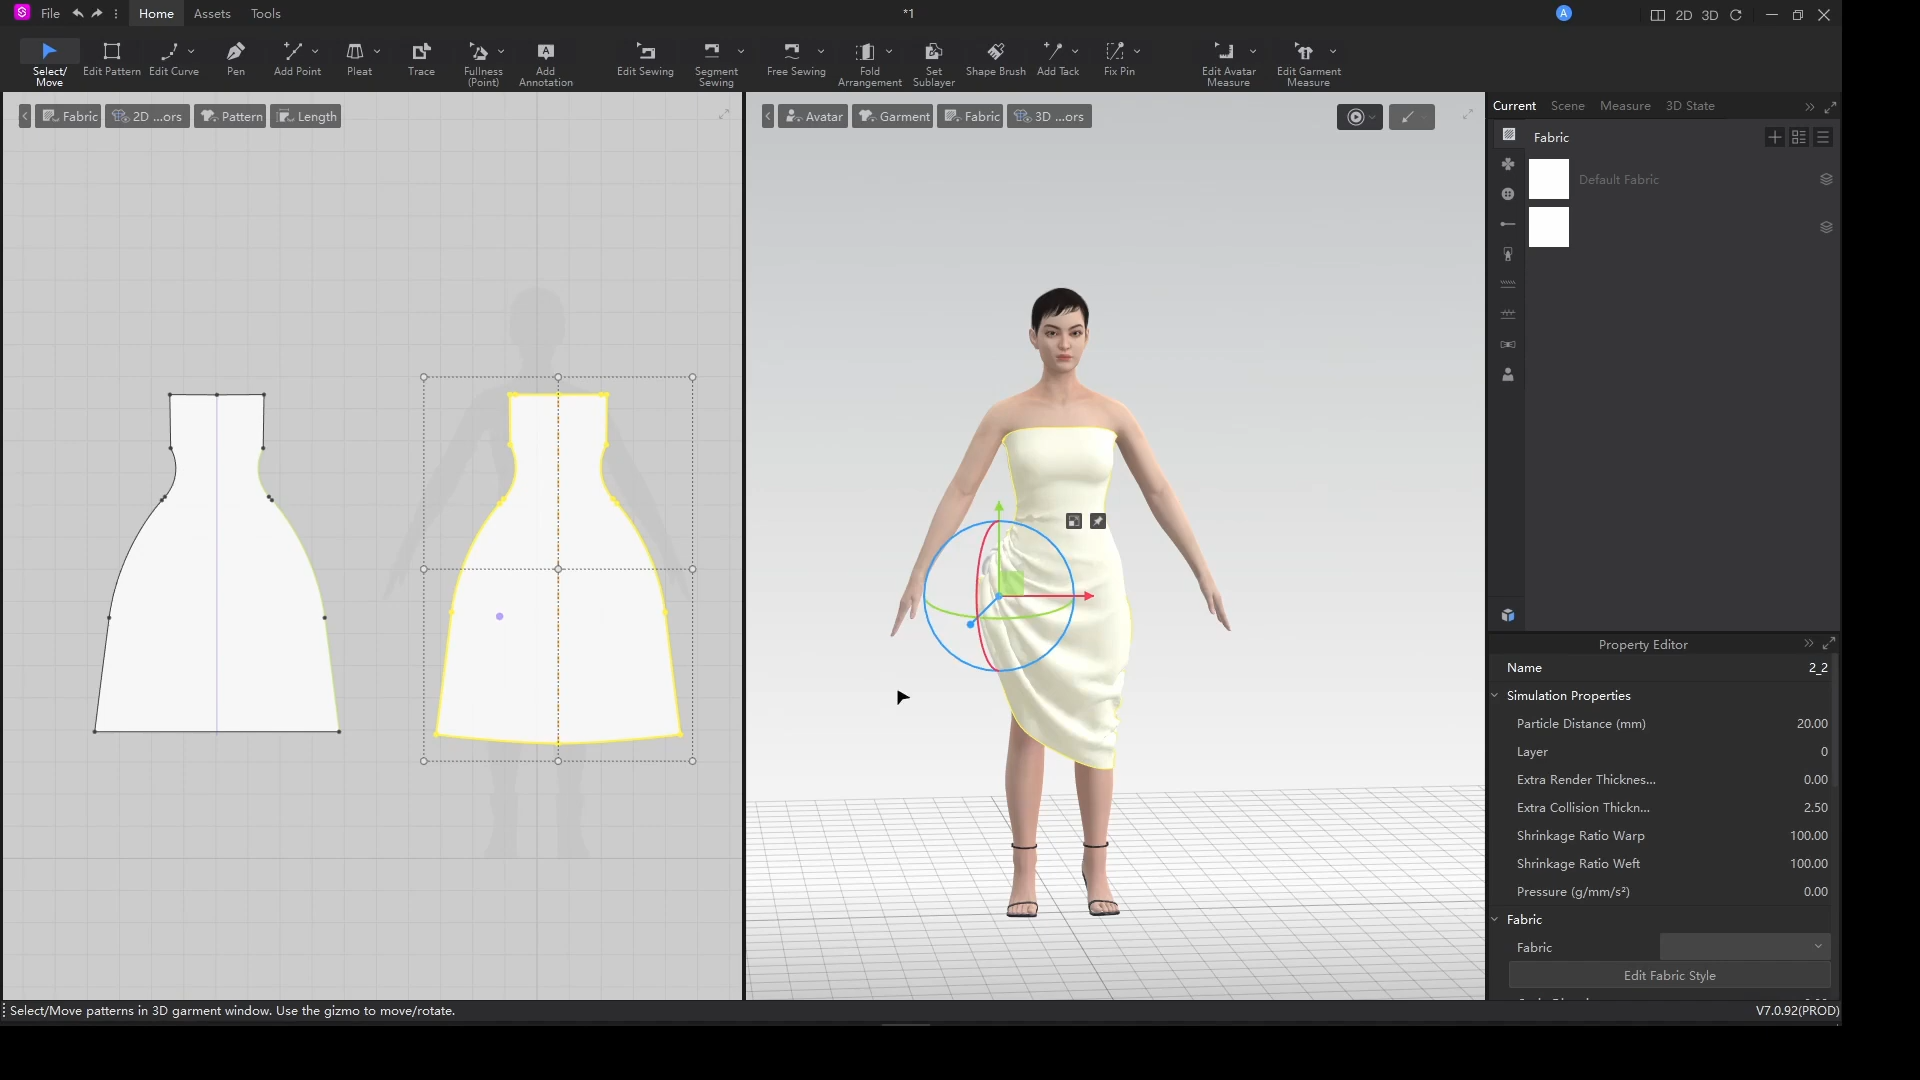 File Home Assets Tools *1 A 2D 3D
Select/Move Edit Pattern Edit Curve Pen Add Point Pleat Trace Fullness (Point) Add Annotation Edit Sewing Segment Sewing Free Sewing Fold Arrangement Set Sublayer Shape Brush Add Tack Fix Pin Edit Avatar Measure Edit Garment Measure
Fabric 2D ...ors Pattern Length
Avatar Garment Fabric 3D ...ors
Current Scene Measure 3D State
Fabric
Default Fabric
Property Editor
Name 2_2
Simulation Properties
Particle Distance (mm) 20.00
Layer 0
Extra Render Thicknes... 0.00
Extra Collision Thickn... 2.50
Shrinkage Ratio Warp 100.00
Shrinkage Ratio Weft 100.00
Pressure (g/mm/s²) 0.00
Fabric
Fabric
Edit Fabric Style
Select/Move patterns in 3D garment window. Use the gizmo to move/rotate.
V7.0.92(PROD)